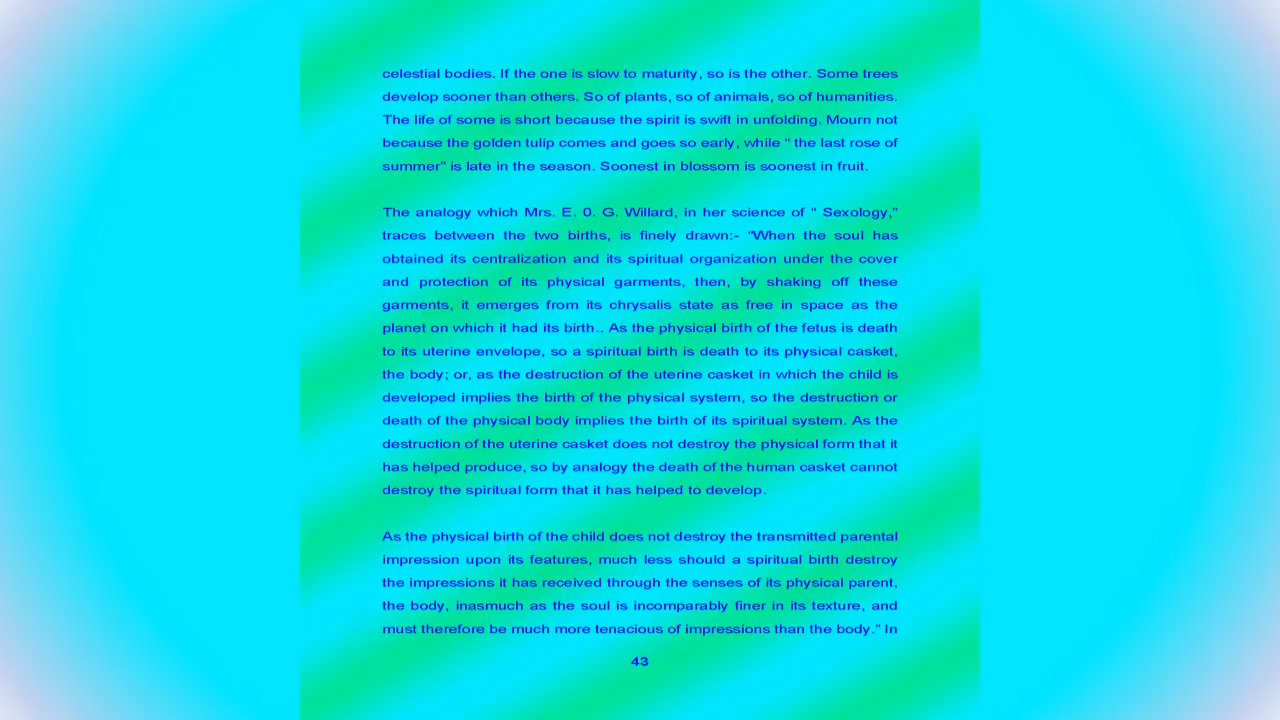 celestial bodies. If the one is slow to maturity, so is the other. Some trees
develop sooner than others. So of plants, so of animals, so of humanities.
The life of some is short because the spirit is swift in unfolding. Mourn not
because the golden tulip comes and goes so early, while " the last rose of
summer" is late in the season. Soonest in blossom is soonest in fruit.
The analogy which Mrs. E. 0. G. Willard, in her science of " Sexology,"
traces between the two births, is finely drawn:- "When the soul has
obtained its centralization and its spiritual organization under the cover
and protection of its physical garments, then, by shaking off these
garments, it emerges from its chrysalis state as free in space as the
planet on which it had its birth.. As the physical birth of the fetus is death
to its uterine envelope, so a spiritual birth is death to its physical casket,
the body; or, as the destruction of the uterine casket in which the child is
developed implies the birth of the physical system, so the destruction or
death of the physical body implies the birth of its spiritual system. As the
destruction of the uterine casket does not destroy the physical form that it
has helped produce, so by analogy the death of the human casket cannot
destroy the spiritual form that it has helped to develop.
As the physical birth of the child does not destroy the transmitted parental
impression upon its features, much less should a spiritual birth destroy
the impressions it has received through the senses of its physical parent,
the body, inasmuch as the soul is incomparably finer in its texture, and
must therefore be much more tenacious of impressions than the body." In
43